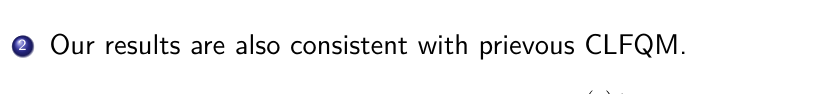 2 Our results are also consistent with prievous CLFQM.